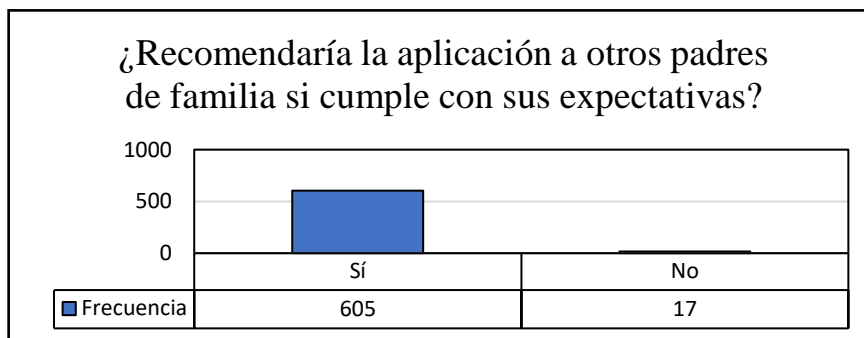 ¿Recomendaría la aplicación a otros padres
de familia si cumple con sus expectativas?
1000
500
0
Sí No
Frecuencia 605 17